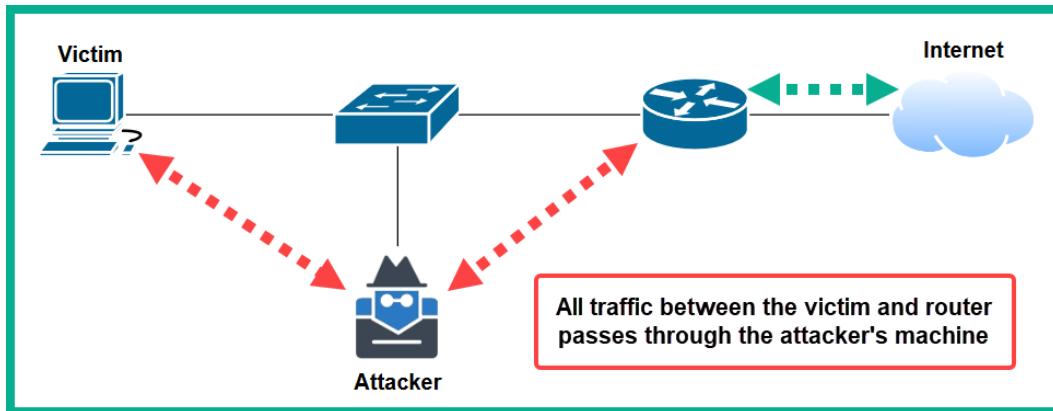 Victim
Internet
All traffic between the victim and router
passes through the attacker's machine
Attacker